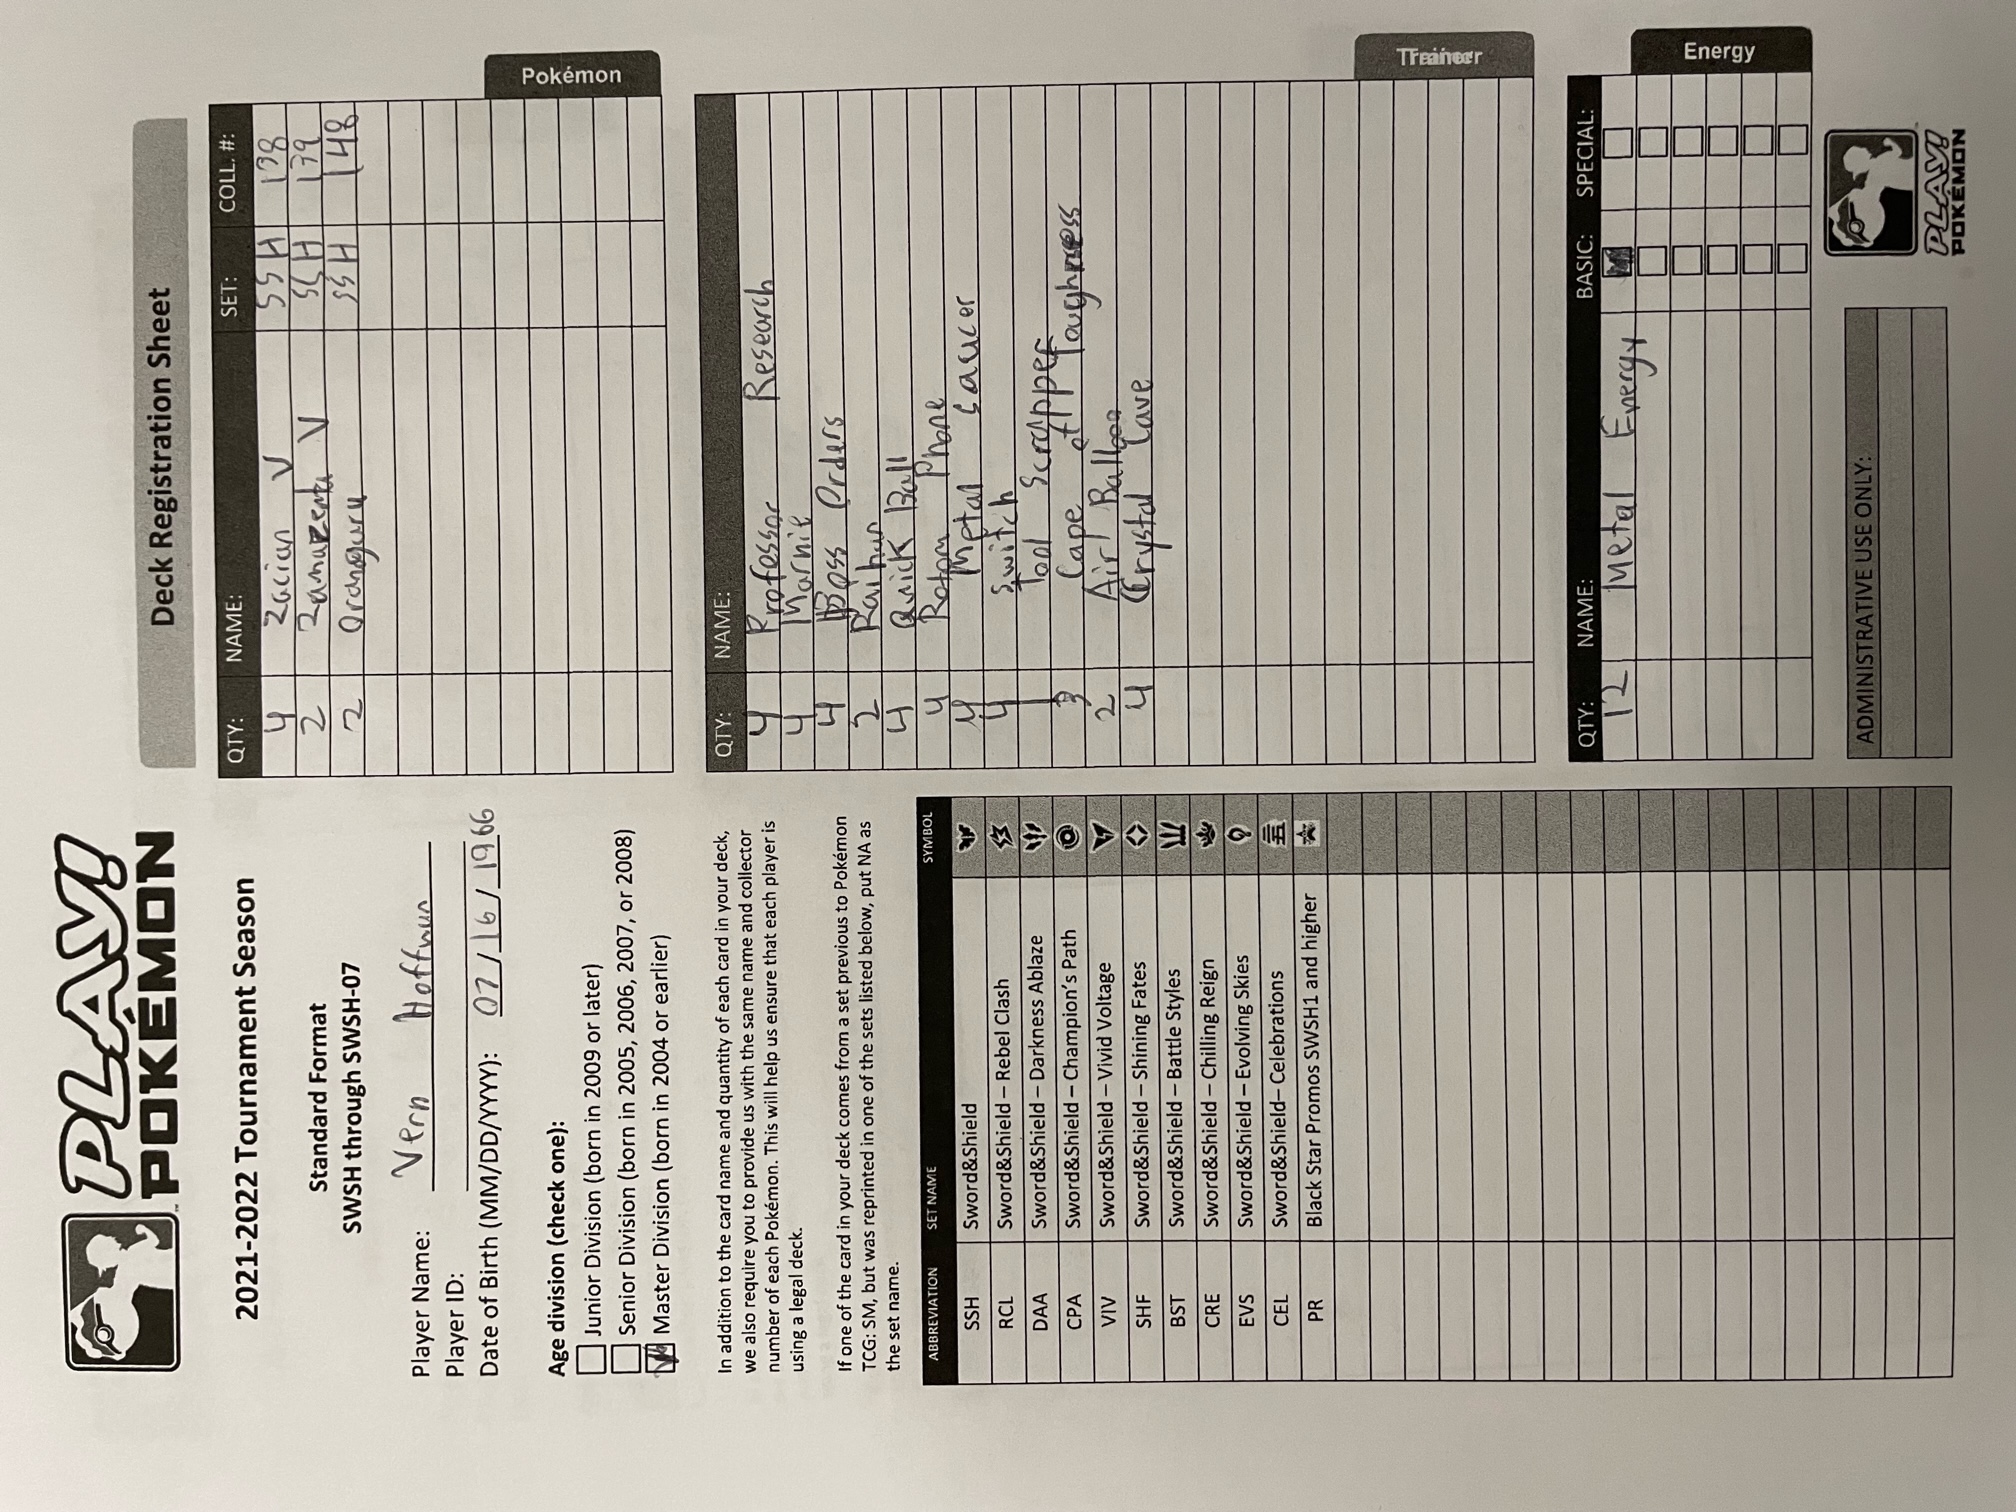 PLAY!
POKÉMON
2021-2022 Tournament Season
Standard Format
SWSH through SWSH-07
Player Name: Vern Hoffman
Player ID:
Date of Birth (MM/DD/YYYY): 07/16/1966
Age division (check one):
Junior Division (born in 2009 or later)
Senior Division (born in 2005, 2006, 2007, or 2008)
Master Division (born in 2004 or earlier)
In addition to the card name and quantity of each card in your deck,
we also require you to provide us with the same name and collector
number of each Pokémon. This will help us ensure that each player is
using a legal deck.
If one of the card in your deck comes from a set previous to Pokémon
TCG: SM, but was reprinted in one of the sets listed below, put NA as
the set name.
ABBREVIATION SET NAME SYMBOL
SSH Sword&Shield
RCL Sword&Shield – Rebel Clash
DAA Sword&Shield – Darkness Ablaze
CPA Sword&Shield – Champion's Path
VIV Sword&Shield – Vivid Voltage
SHF Sword&Shield – Shining Fates
BST Sword&Shield – Battle Styles
CRE Sword&Shield – Chilling Reign
EVS Sword&Shield – Evolving Skies
CEL Sword&Shield– Celebrations
PR Black Star Promos SWSH1 and higher
Deck Registration Sheet
QTY: NAME: SET: COLL. #:
4 Zacian V SSH 138
2 Zamazenta V SSH 139
2 Oranguru SSH 148
Pokémon
QTY: NAME:
4 Professor Research
4 Marnie
4 Boss Orders
2 Raihan
4 Quick Ball
4 Rotom Phone
4 Metal Saucer
4 Switch
1 Tool Scrapper
3 Cape of Toughness
2 Air Balloo
4 Crystal Cave
Trainer
QTY: NAME: BASIC: SPECIAL:
12 Metal Energy
Energy
ADMINISTRATIVE USE ONLY:
PLAY!
POKÉMON